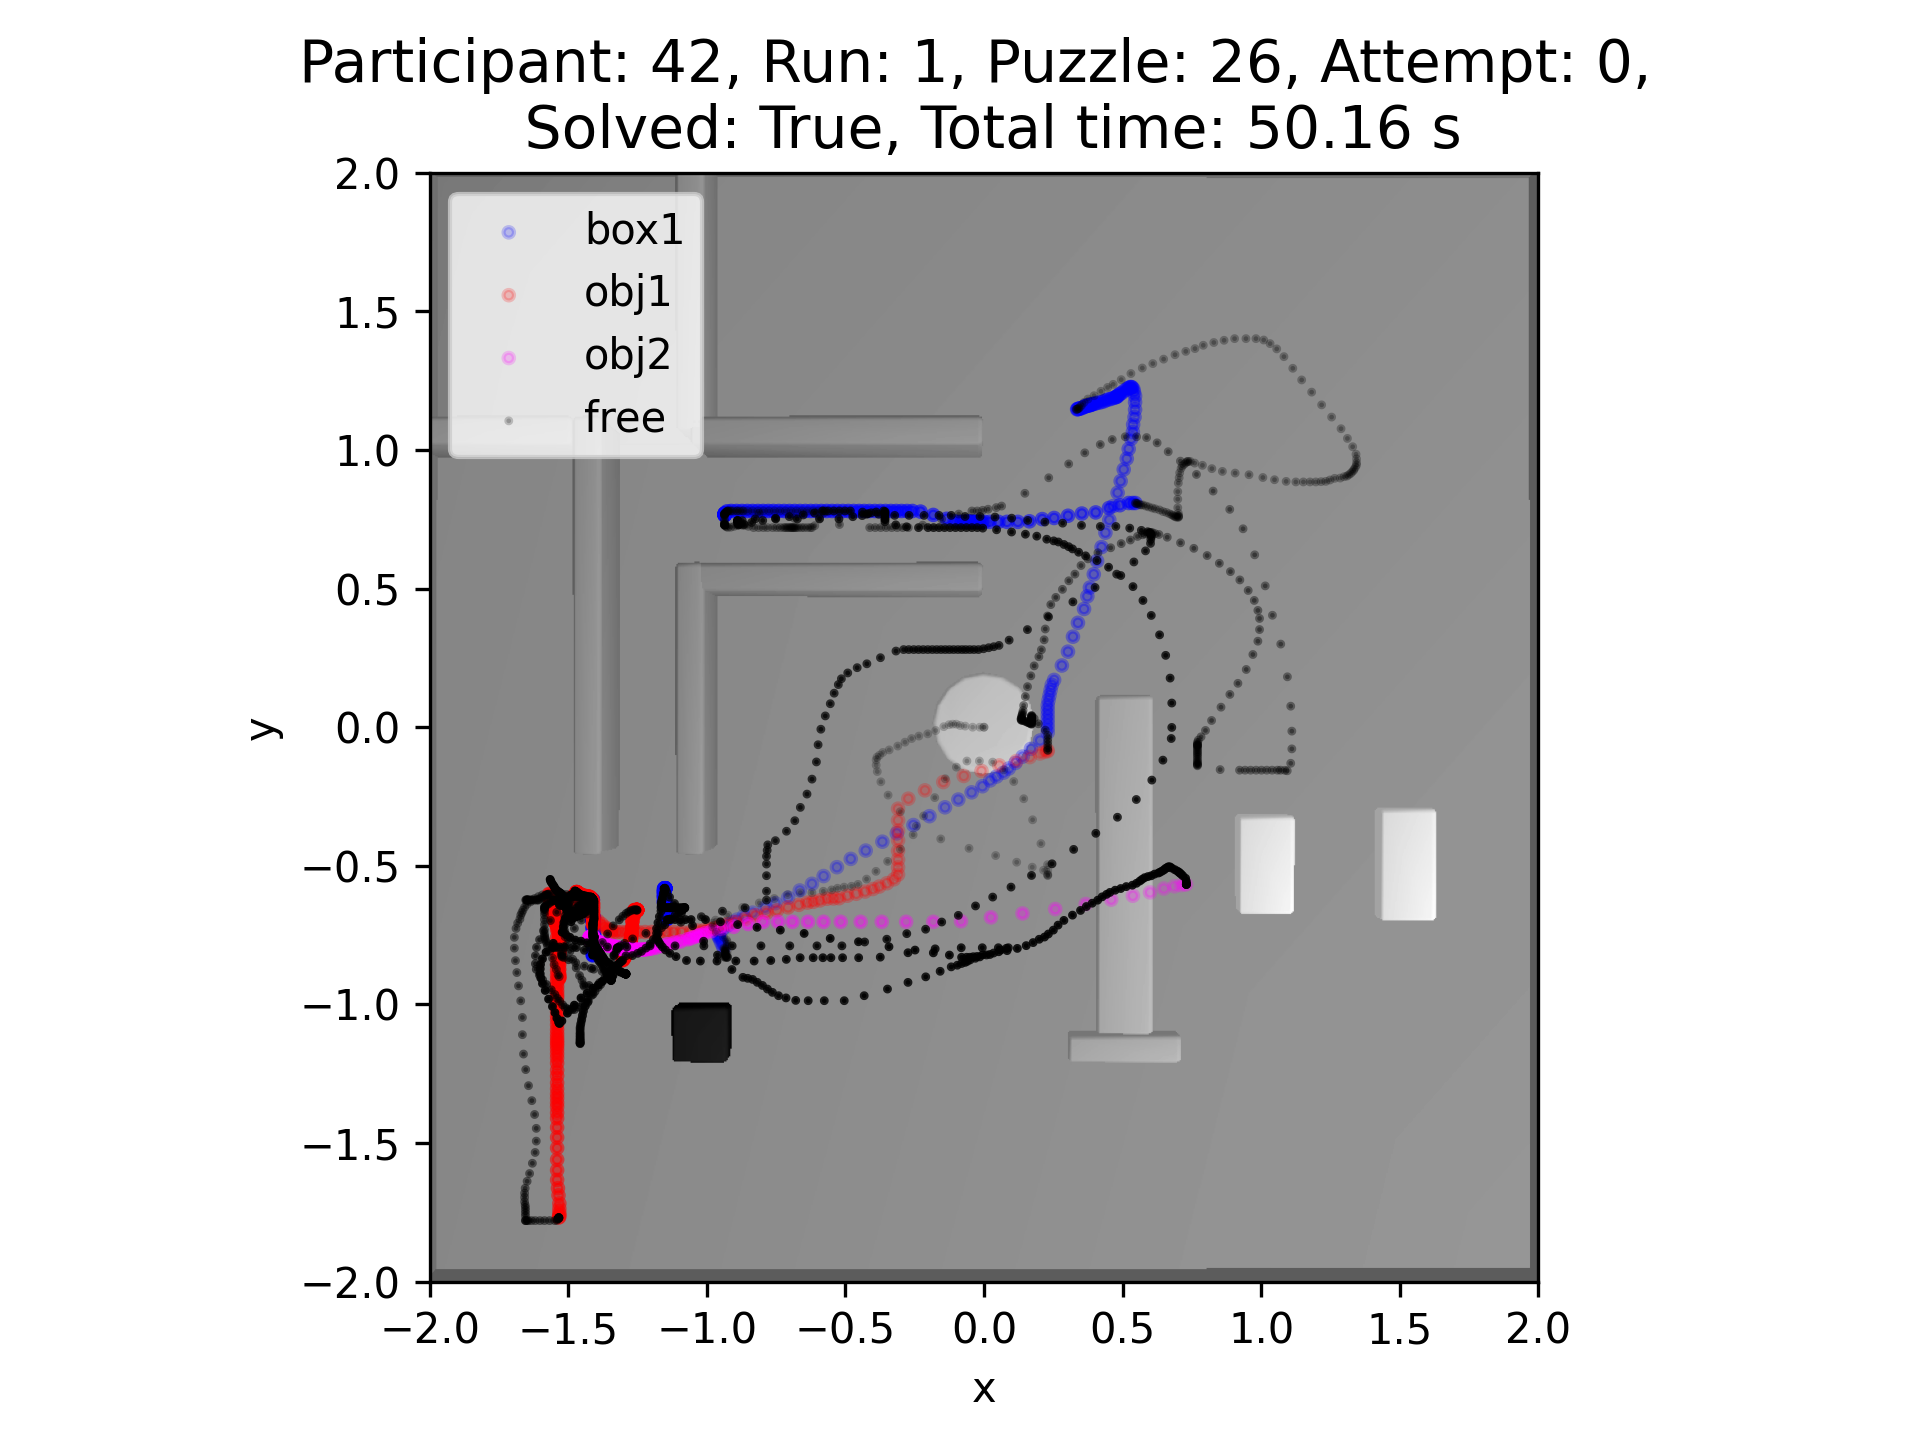 Participant: 42, Run: 1, Puzzle: 26, Attempt: 0,
Solved: True, Total time: 50.16 s
box1
obj1
obj2
free
2.0
1.5
1.0
0.5
0.0
−0.5
−1.0
−1.5
−2.0
y
−2.0 −1.5 −1.0 −0.5 0.0 0.5 1.0 1.5 2.0
x